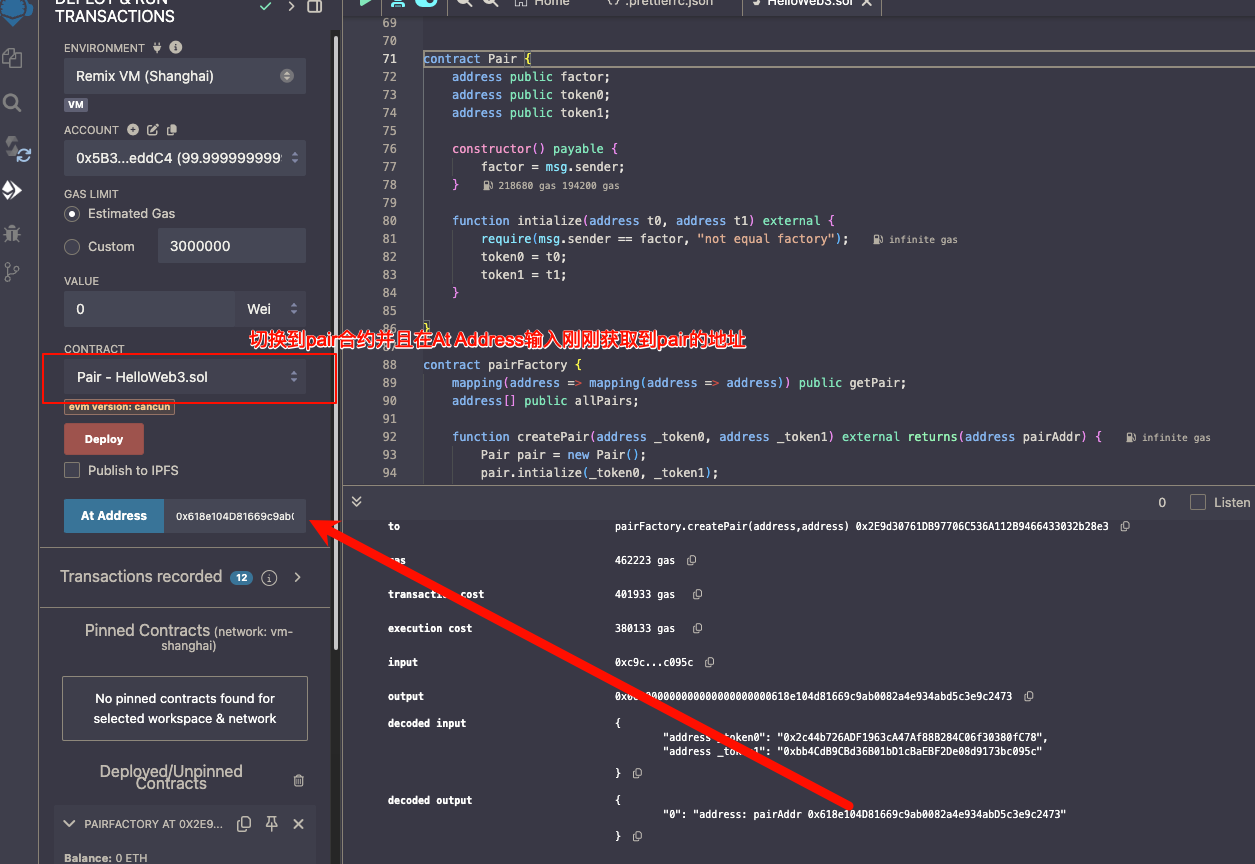 DEPLOY & RUN
TRANSACTIONS
ENVIRONMENT
Remix VM (Shanghai)
VM
ACCOUNT
0x5B3...eddC4 (99.9999999999
GAS LIMIT
Estimated Gas
Custom
3000000
VALUE
0
Wei
CONTRACT
Pair - HelloWeb3.sol
evm version: cancun
Deploy
Publish to IPFS
At Address
0x618e104D81669c9ab(
Transactions recorded 12
Pinned Contracts (network: vm-
shanghai)
No pinned contracts found for
selected workspace & network
Deployed/Unpinned
Contracts
PAIRFACTORY AT 0X2E9...
Balance: 0 ETH
Home
.prettierrc.json
HelloWeb3.sol
69
70
71 contract Pair {
72 address public factor;
73 address public token0;
74 address public token1;
75
76 constructor() payable {
77 factor = msg.sender;
78 } 218680 gas 194200 gas
79
80 function intialize(address t0, address t1) external {
81 require(msg.sender == factor, "not equal factory"); infinite gas
82 token0 = t0;
83 token1 = t1;
84 }
85
86 }
切换到pair合约并且在At Address输入刚刚获取到pair的地址
88 contract pairFactory {
89 mapping(address => mapping(address => address)) public getPair;
90 address[] public allPairs;
91
92 function createPair(address _token0, address _token1) external returns(address pairAddr) { infinite gas
93 Pair pair = new Pair();
94 pair.intialize(_token0, _token1);
0
Listen
to pairFactory.createPair(address,address) 0x2E9d30761DB97706C536A112B9466433032b28e3
gas 462223 gas
transaction cost 401933 gas
execution cost 380133 gas
input 0xc9c...c095c
output 618e104d81669c9ab0082a4e934abd5c3e9c2473
decoded input {
"address _token0": "0x2c44b726ADF1963cA47Af88B284C06f30380fC78",
"address _token1": "0xbb4CdB9CBd36B01bD1cBaEBF2De08d9173bc095c"
}
decoded output {
"0": "address: pairAddr 0x618e104D81669c9ab0082a4e934abD5c3e9c2473"
}